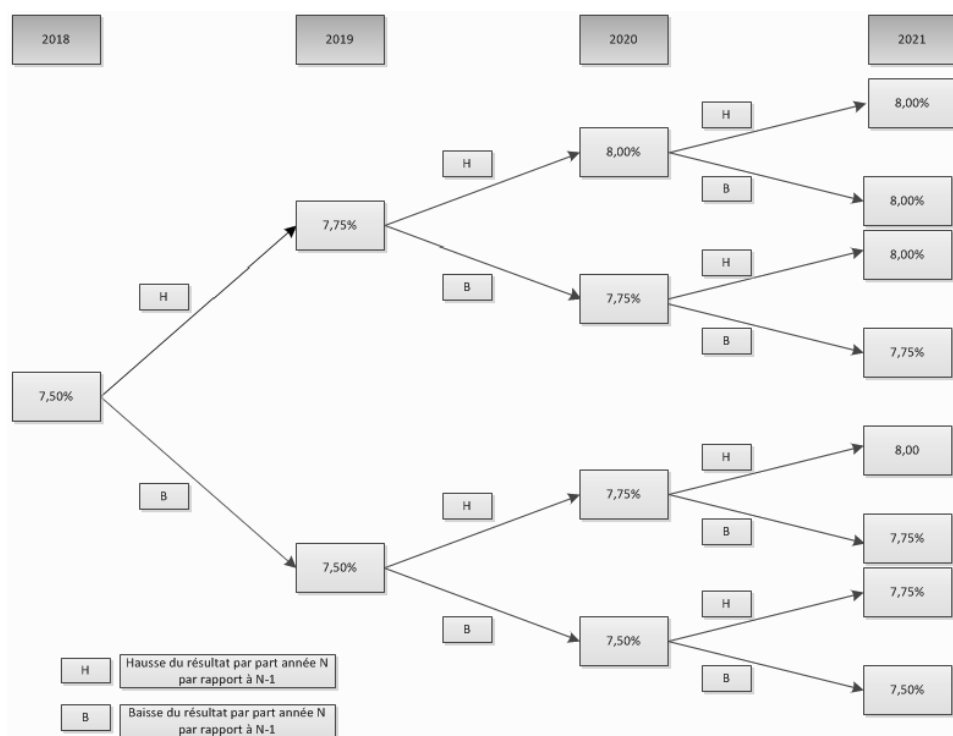 2018
2019
2020
2021
8,00%
H
8,00%
H
B
8,00%
7,75%
H
8,00%
B
7,75%
H
B
7,75%
7,50%
B
H
8,00
H
7,75%
B
7,75%
7,50%
H
7,75%
B
7,50%
B
7,50%
H
Hausse du résultat par part année N
par rapport à N-1
B
Baisse du résultat par part année N
par rapport à N-1